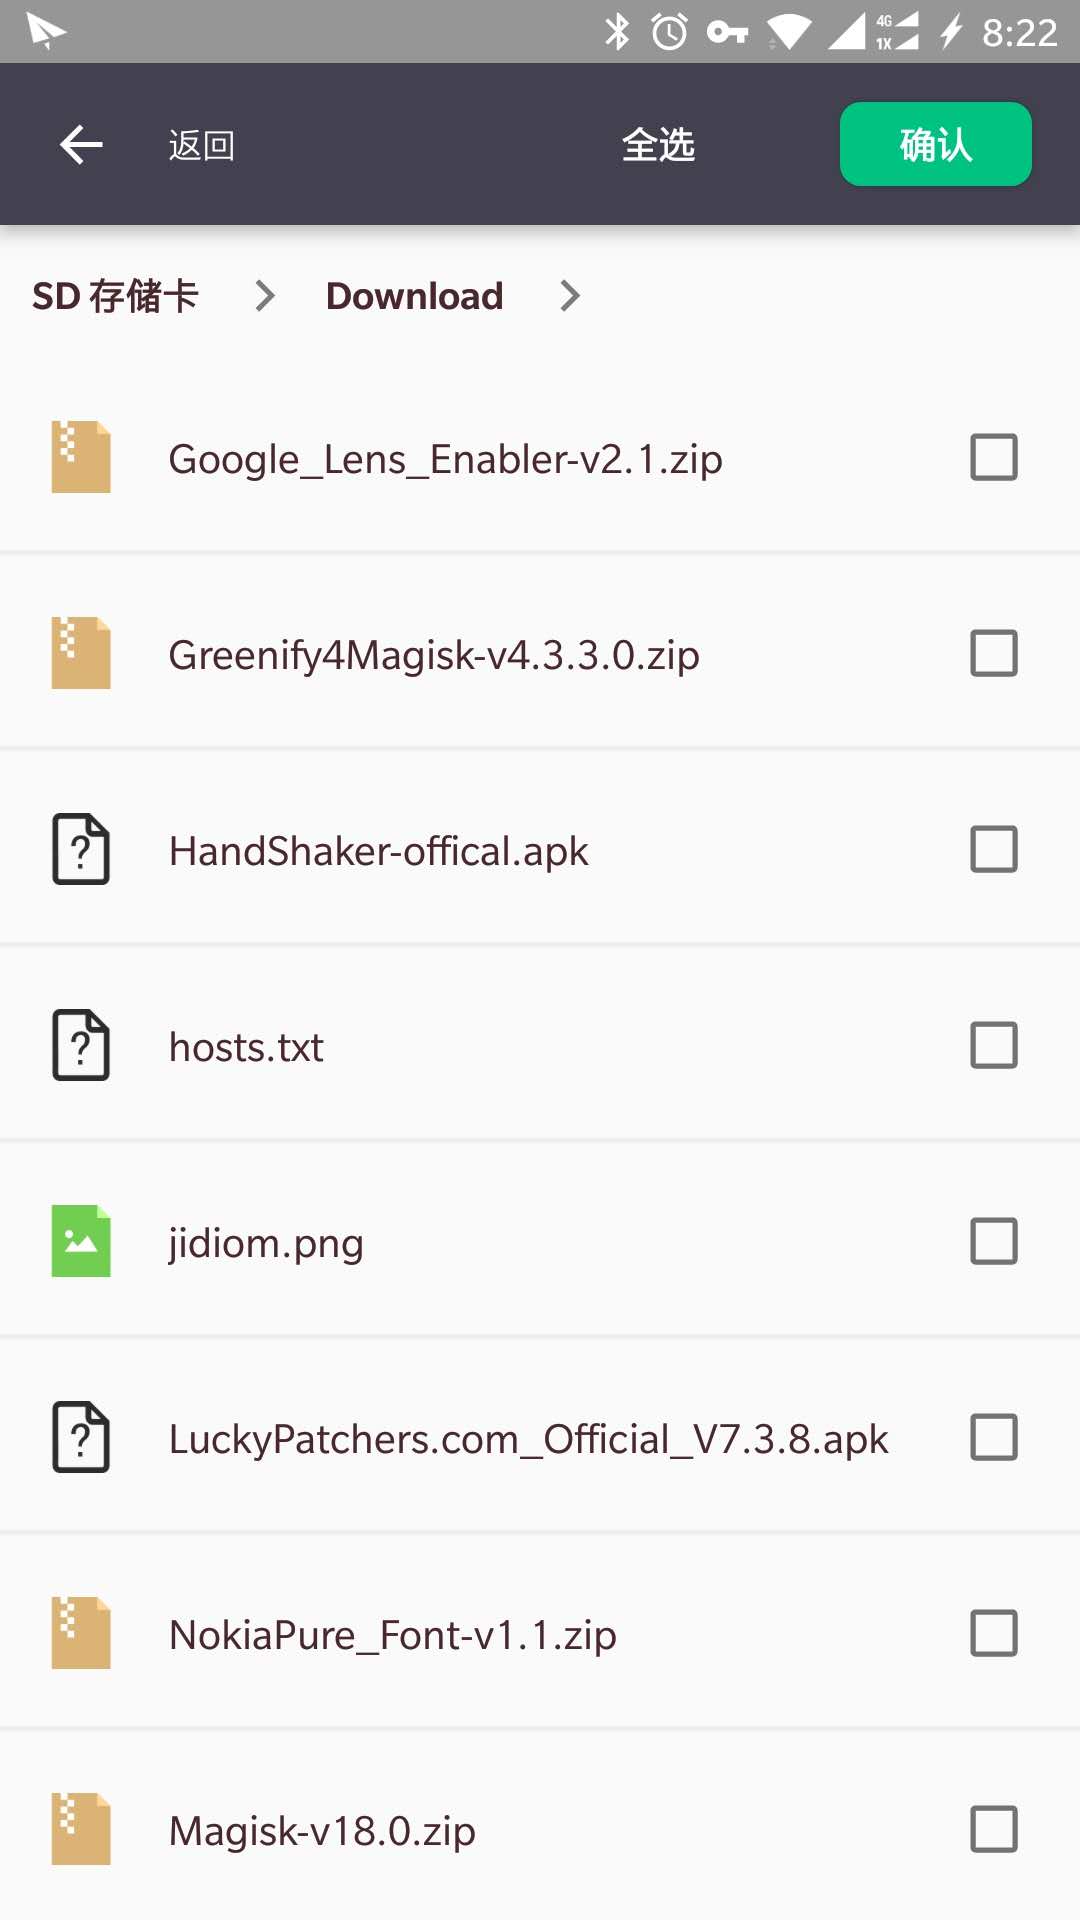 4G
1X
8:22
返回 全选 确认
SD 存储卡 Download
Google_Lens_Enabler-v2.1.zip
Greenify4Magisk-v4.3.3.0.zip
HandShaker-offical.apk
hosts.txt
jidiom.png
LuckyPatchers.com_Official_V7.3.8.apk
NokiaPure_Font-v1.1.zip
Magisk-v18.0.zip